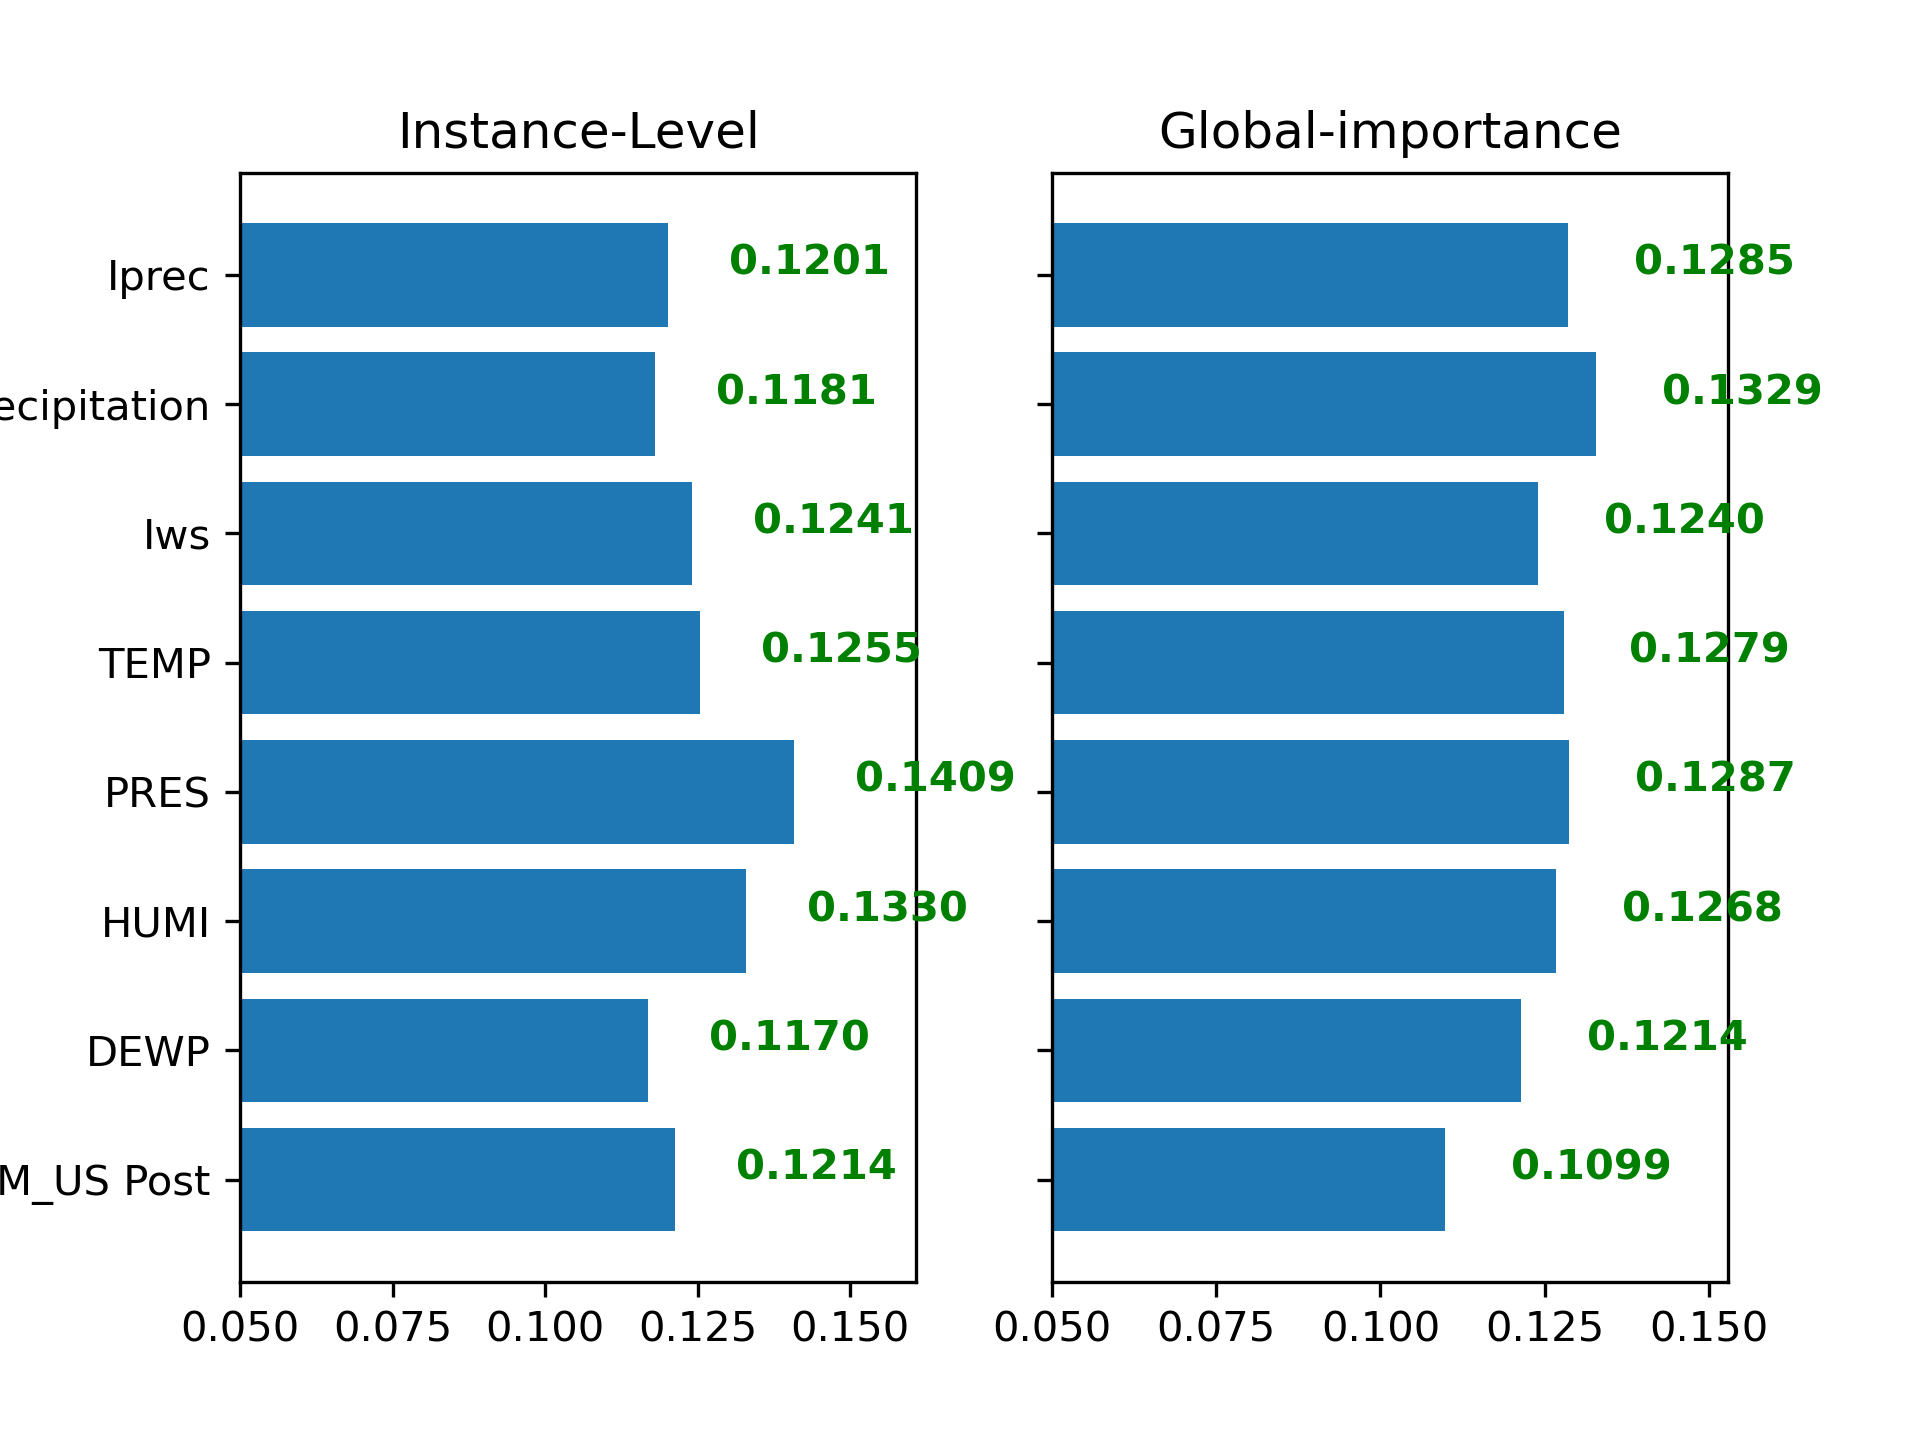 Instance-Level Global-importance
Iprec 0.1201 0.1285
ecipitation 0.1181 0.1329
Iws 0.1241 0.1240
TEMP 0.1255 0.1279
PRES 0.1409 0.1287
HUMI 0.1330 0.1268
DEWP 0.1170 0.1214
M_US Post 0.1214 0.1099
0.050 0.075 0.100 0.125 0.150 0.050 0.075 0.100 0.125 0.150